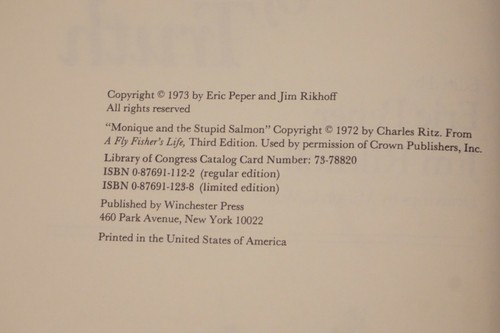 Truth
Copyright © 1973 by Eric Peper and Jim Rikhoff
All rights reserved
"Monique and the Stupid Salmon" Copyright © 1972 by Charles Ritz. From
A Fly Fisher's Life, Third Edition. Used by permission of Crown Publishers, Inc.
Library of Congress Catalog Card Number: 73-78820
ISBN 0-87691-112-2 (regular edition)
ISBN 0-87691-123-8 (limited edition)
Published by Winchester Press
460 Park Avenue, New York 10022
Printed in the United States of America